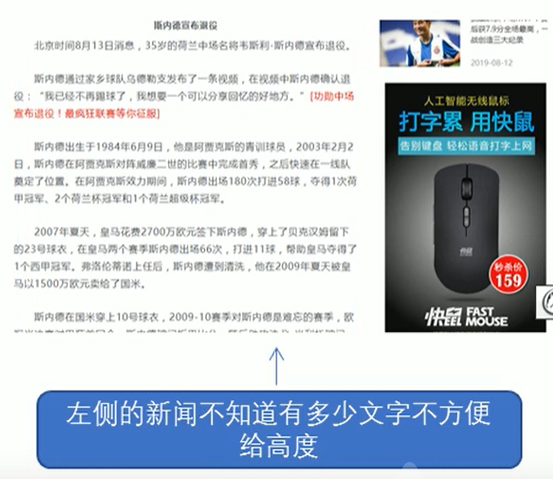 斯内德宣布退役
北京时间8月13日消息，35岁的荷兰中场名将韦斯利·斯内德宣布退役。
斯内德通过家乡球队乌德勒支发布了一条视频，在视频中斯内德确认退
役：“我已经不再踢球了，我想要一个可以分享回忆的好地方。”[功勋中场
宣布退役！最疯狂联赛等你征服]
斯内德出生于1984年6月9日，他是阿贾克斯的青训球员，2003年2月2
日，斯内德在阿贾克斯对阵威廉二世的比赛中完成首秀，之后快速在一线队
奠定了位置。在阿贾克斯效力期间，斯内德出场180次打进58球，夺得1次荷
甲冠军、2个荷兰杯冠军和1个荷兰超级杯冠军。
2007年夏天，皇马花费2700万欧元签下斯内德，穿上了贝克汉姆留下
的23号球衣，在皇马两个赛季斯内德出场66次，打进11球，帮助皇马夺得了
1个西甲冠军。弗洛伦蒂诺上任后，斯内德遭到清洗，他在2009年夏天被皇
马以1500万欧元卖给了国米。
斯内德在国米穿上10号球衣，2009-10赛季对斯内德是难忘的赛季，欧
后获7.9分全场最高，一
战创造三大纪录
2019-08-12
人工智能无线鼠标
打字累 用快鼠
告别键盘 轻松语音打字上网
快鼠
秒杀价
159
快鼠 FAST
FEEL MOUSE
左侧的新闻不知道有多少文字不方便
给高度